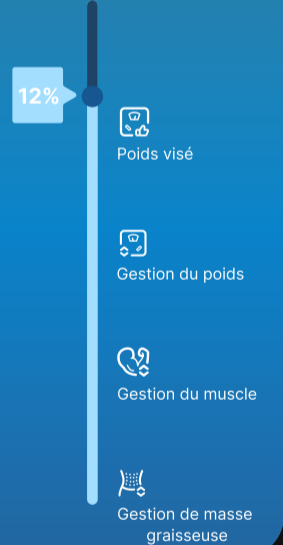 12%
Poids visé
Gestion du poids
Gestion du muscle
Gestion de masse
graisseuse